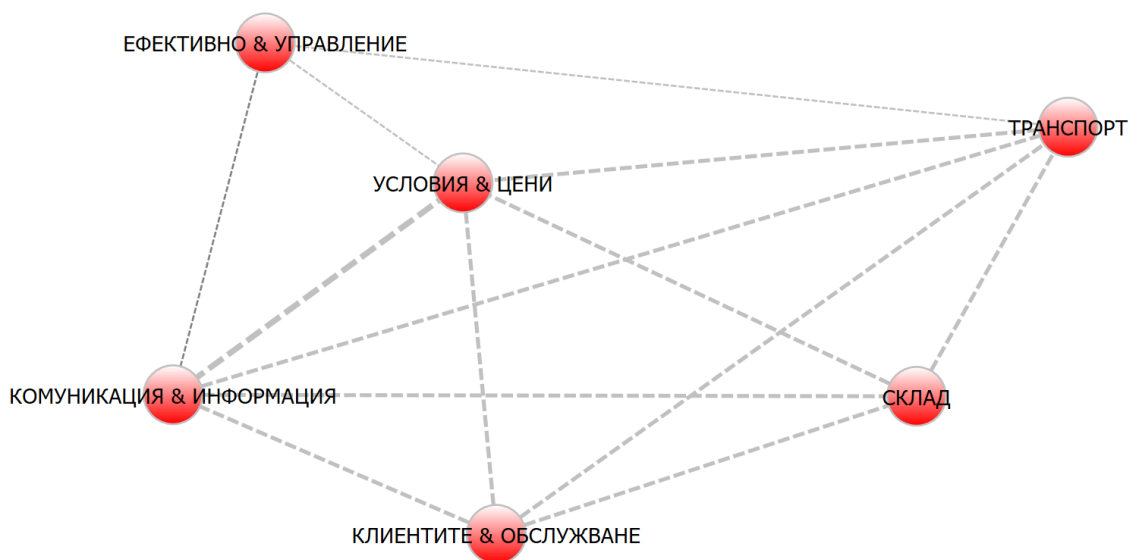 ЕФЕКТИВНО & УПРАВЛЕНИЕ
ТРАНСПОРТ
УСЛОВИЯ & ЦЕНИ
КОМУНИКАЦИЯ & ИНФОРМАЦИЯ
СКЛАД
КЛИЕНТИТЕ & ОБСЛУЖВАНЕ